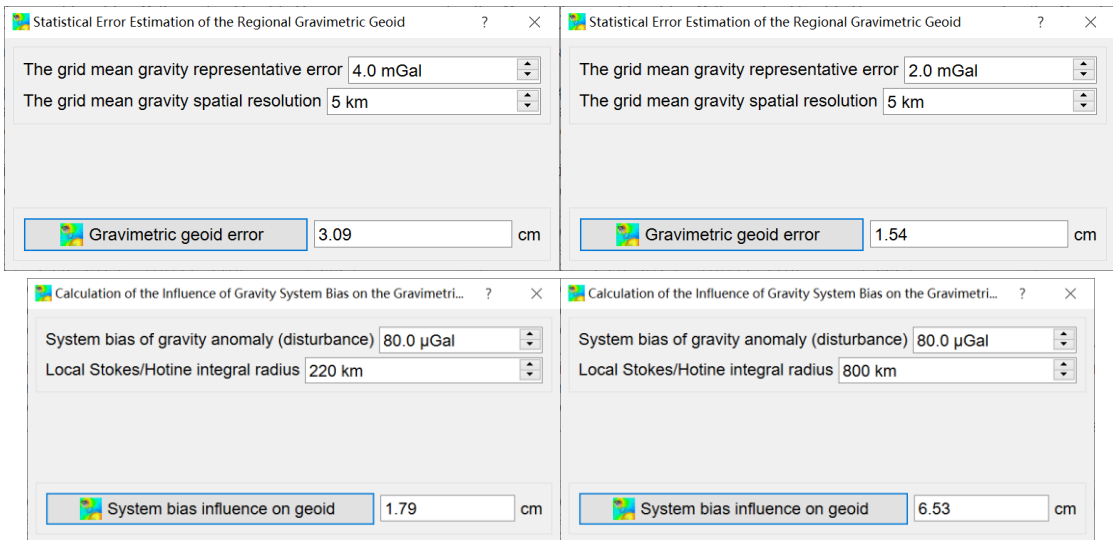 Statistical Error Estimation of the Regional Gravimetric Geoid ? ×
The grid mean gravity representative error 4.0 mGal
The grid mean gravity spatial resolution 5 km
Gravimetric geoid error 3.09 cm
Statistical Error Estimation of the Regional Gravimetric Geoid ? ×
The grid mean gravity representative error 2.0 mGal
The grid mean gravity spatial resolution 5 km
Gravimetric geoid error 1.54 cm
Calculation of the Influence of Gravity System Bias on the Gravimetri... ? ×
System bias of gravity anomaly (disturbance) 80.0 μGal
Local Stokes/Hotine integral radius 220 km
System bias influence on geoid 1.79 cm
Calculation of the Influence of Gravity System Bias on the Gravimetri... ? ×
System bias of gravity anomaly (disturbance) 80.0 μGal
Local Stokes/Hotine integral radius 800 km
System bias influence on geoid 6.53 cm